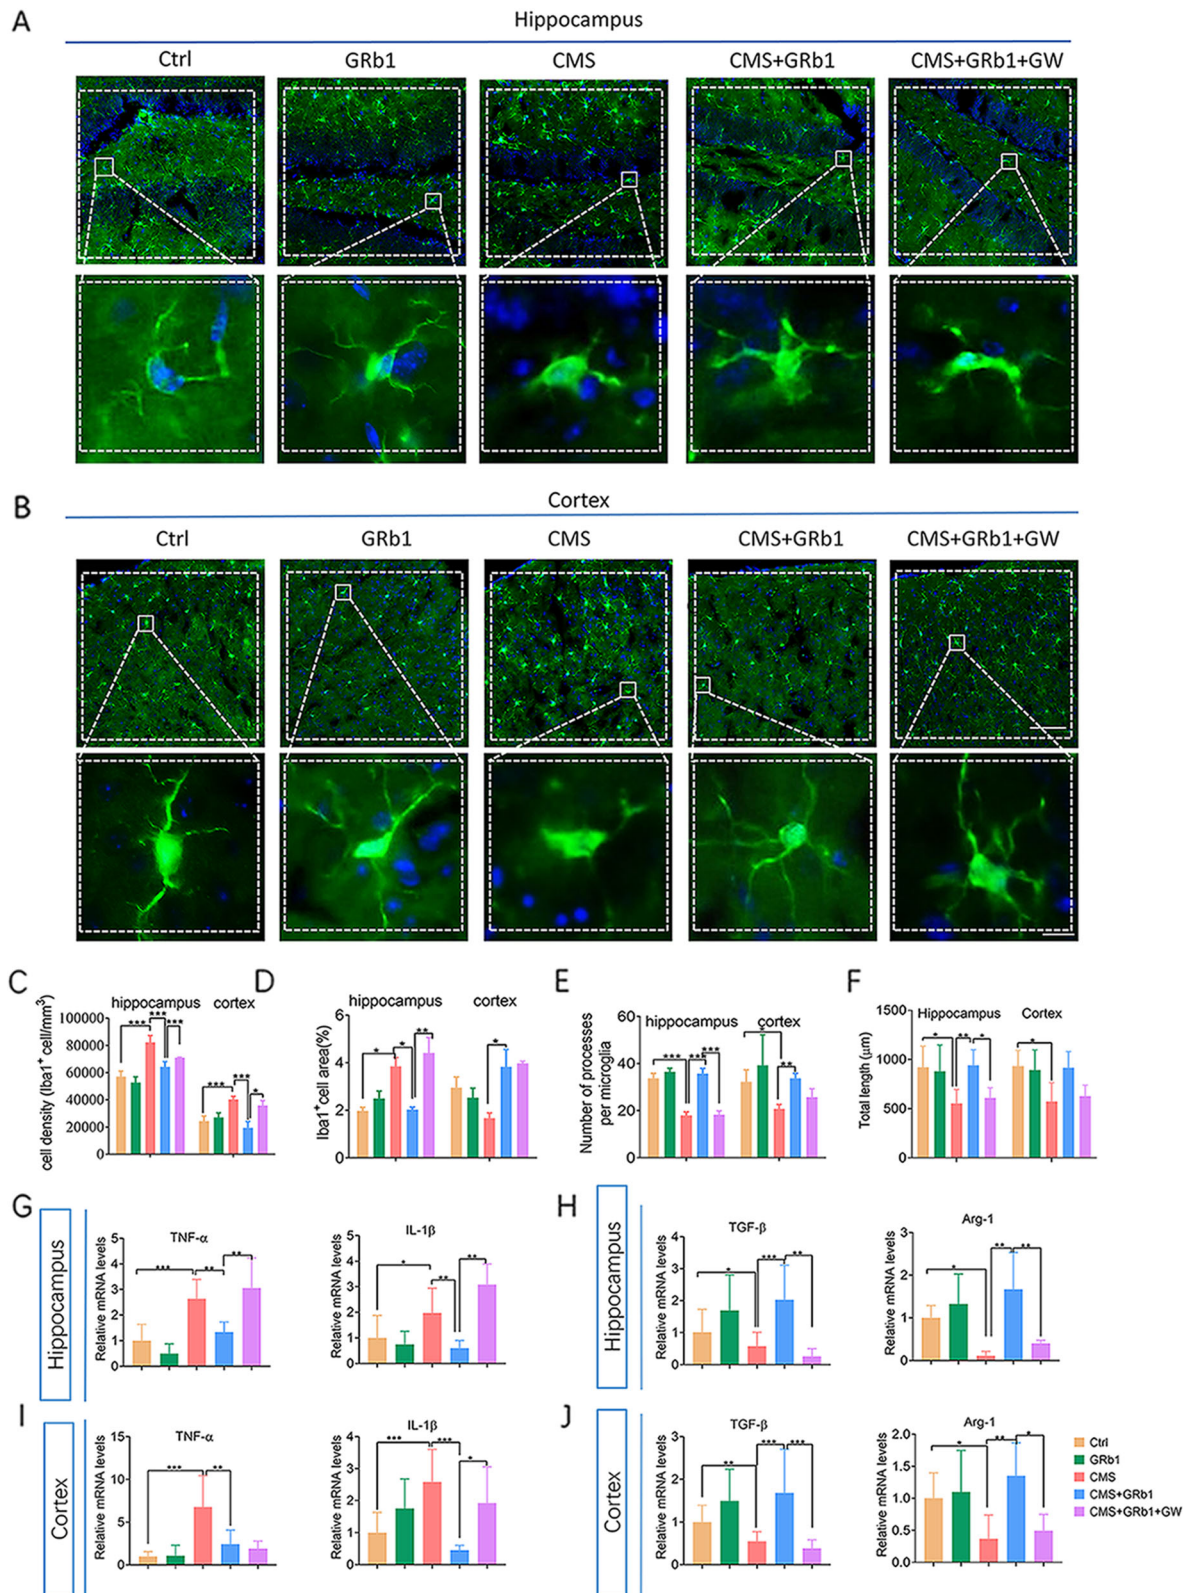 A
Hippocampus
Ctrl GRb1 CMS CMS+GRb1 CMS+GRb1+GW
B
Cortex
Ctrl GRb1 CMS CMS+GRb1 CMS+GRb1+GW
C
hippocampus cortex
cell density (Iba1+ cell/mm3)
100000
80000
60000
40000
20000
0
*** *** *** *** *** *
D
hippocampus cortex
Iba1+cell area(%)
6
4
2
0
* * ** *
E
hippocampus cortex
Number of processes
per microglia
60
40
20
0
*** *** *** * **
F
Hippocampus Cortex
Total length (μm)
1500
1000
500
0
* ** * *
G
Hippocampus
TNF-α
Relative mRNA levels
5
4
3
2
1
0
*** ** **
IL-1β
Relative mRNA levels
5
4
3
2
1
0
* ** **
H
Hippocampus
TGF-β
Relative mRNA levels
4
3
2
1
0
* *** **
Arg-1
Relative mRNA levels
3
2
1
0
* ** **
I
Cortex
TNF-α
Relative mRNA levels
15
10
5
0
*** **
IL-1β
Relative mRNA levels
4
3
2
1
0
*** *** *
J
Cortex
TGF-β
Relative mRNA levels
3
2
1
0
** *** ***
Arg-1
Relative mRNA levels
2.0
1.5
1.0
0.5
0.0
* ** *
Ctrl
GRb1
CMS
CMS+GRb1
CMS+GRb1+GW